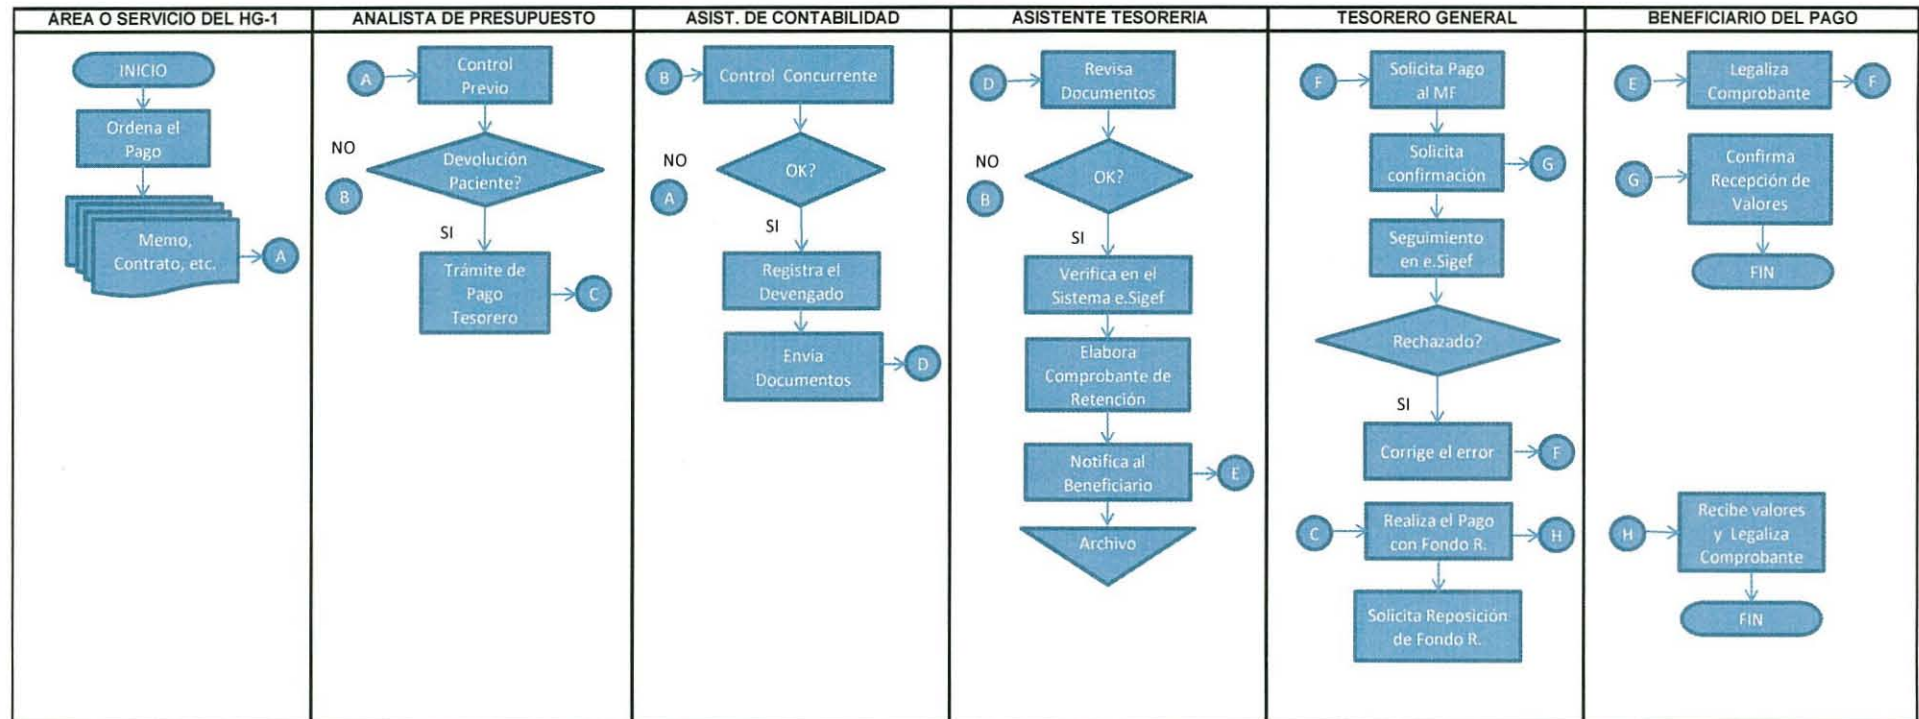 ÁREA O SERVICIO DEL HG-1
INICIO
Ordena el
Pago
Memo,
Contrato, etc.
A
ANALISTA DE PRESUPUESTO
A
Control
Previo
NO
B
Devolución
Paciente?
SI
Trámite de
Pago
Tesorero
C
ASIST. DE CONTABILIDAD
B
Control Concurrente
NO
A
OK?
SI
Registra el
Devengado
Envía
Documentos
D
ASISTENTE TESORERIA
D
Revisa
Documentos
NO
B
OK?
SI
Verifica en el
Sistema e.Sigef
Elabora
Comprobante de
Retención
Notifica al
Beneficiario
E
Archivo
TESORERO GENERAL
F
Solicita Pago
al MF
Solicita
confirmación
G
Seguimiento
en e.Sigef
Rechazado?
SI
Corrige el error
F
C
Realiza el Pago
con Fondo R.
H
Solicita Reposición
de Fondo R.
BENEFICIARIO DEL PAGO
E
Legaliza
Comprobante
F
G
Confirma
Recepción de
Valores
FIN
H
Recibe valores
y Legaliza
Comprobante
FIN